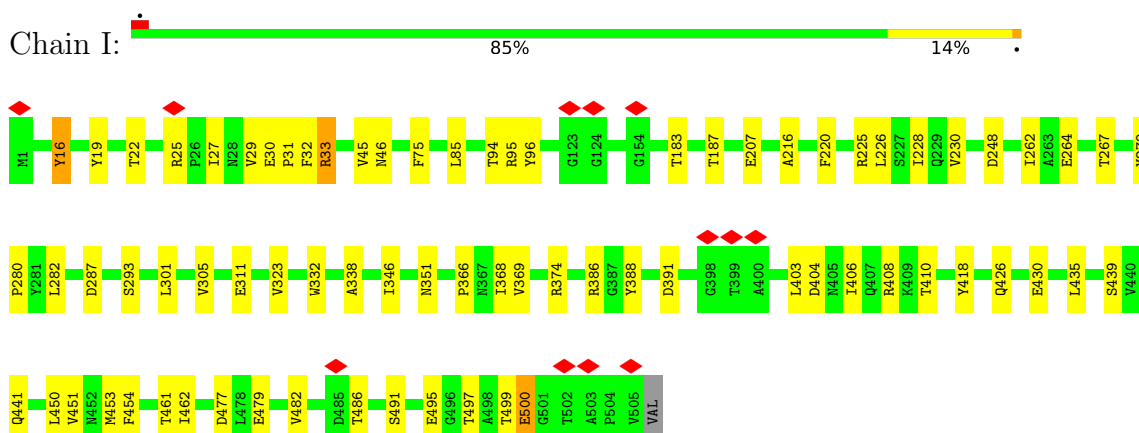 Chain I:
85%
14%
M1 Y16 Y19 T22 R25 P26 I27 N28 V29 E30 P31 F32 R33 V45 N46 F75 L85 T94 R95 Y96 G123 G124 G154 T183 T187 E207 A216 F220 R225 L226 S227 I228 Q229 V230 D248 I262 A263 E264 T267
P280 Y281 L282 D287 S293 L301 V305 E311 V323 W332 A338 I346 N351 P366 N367 I368 V369 R374 R386 G387 Y388 D391 G398 T399 A400 L403 D404 N405 I406 Q407 R408 K409 T410 Y418 Q426 E430 L435 S439 V440
Q441 L450 V451 N452 M453 F454 T461 I462 D477 L478 E479 V482 D485 T486 S491 E495 G496 T497 A498 T499 E500 G501 T502 A503 P504 V505 VAL